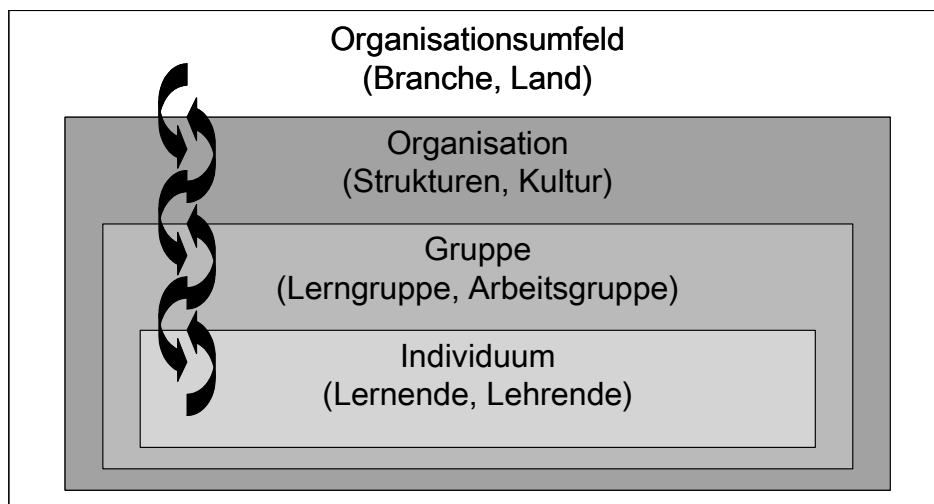 Organisationsumfeld
(Branche, Land)
Organisation
(Strukturen, Kultur)
Gruppe
(Lerngruppe, Arbeitsgruppe)
Individuum
(Lernende, Lehrende)